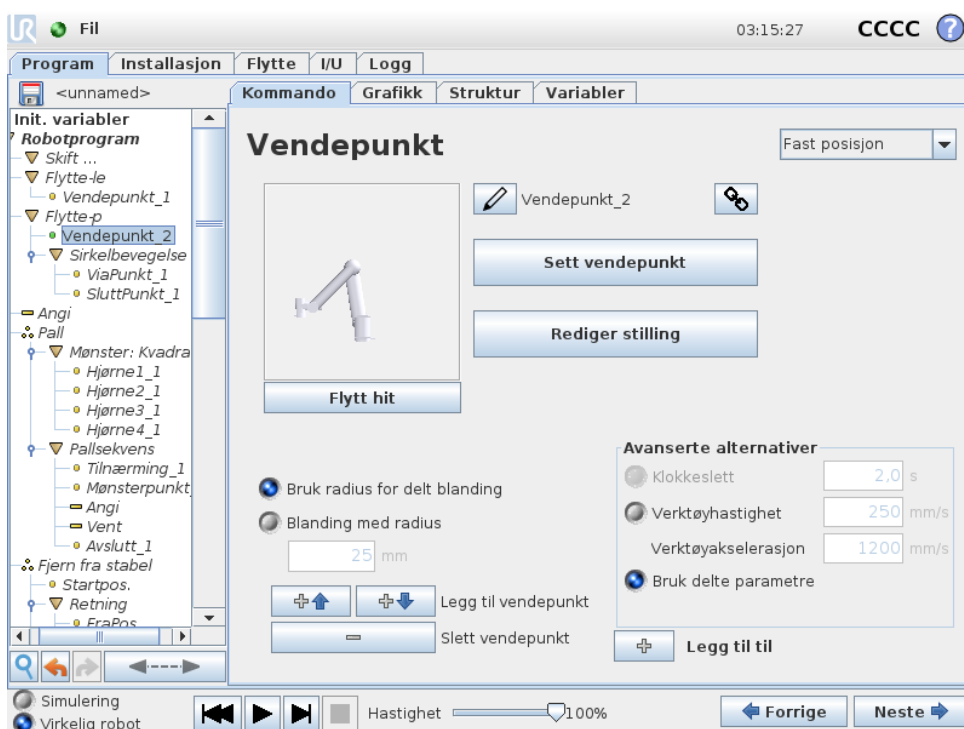 UR Fil 03:15:27 CCCC ?
Program Installasjon Flytte I/U Logg
<unnamed> Kommando Grafikk Struktur Variabler
Init. variabler
Robotprogram
Skift ...
Flytte-le
Vendepunkt_1
Flytte-p
Vendepunkt_2
Sirkelbevegelse
ViaPunkt_1
SluttPunkt_1
Angi
Pall
Mønster: Kvadra
Hjørne1_1
Hjørne2_1
Hjørne3_1
Hjørne4_1
Pallsekvens
Tilnærming_1
Mønsterpunkt
Angi
Vent
Avslutt_1
Fjern fra stabel
Startpos.
Retning
FraPos
Vendepunkt
Fast posisjon
Vendepunkt_2
Sett vendepunkt
Rediger stilling
Flytt hit
Bruk radius for delt blanding
Blanding med radius
25 mm
Legg til vendepunkt
Slett vendepunkt
Avanserte alternativer
Klokkeslett 2,0 s
Verktøyhastighet 250 mm/s
Verktøyakselerasjon 1200 mm/s
Bruk delte parametre
Legg til til
Simulering
Virkelig robot
Hastighet 100%
Forrige Neste